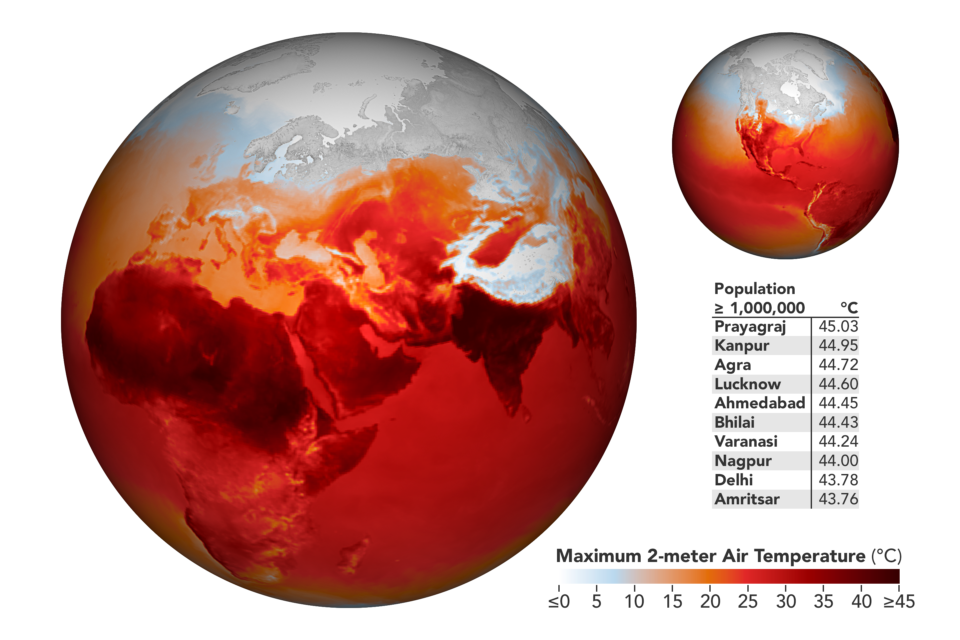 Population
≥ 1,000,000 °C
Prayagraj 45.03
Kanpur 44.95
Agra 44.72
Lucknow 44.60
Ahmedabad 44.45
Bhilai 44.43
Varanasi 44.24
Nagpur 44.00
Delhi 43.78
Amritsar 43.76
Maximum 2-meter Air Temperature (°C)
≤0 5 10 15 20 25 30 35 40 ≥45